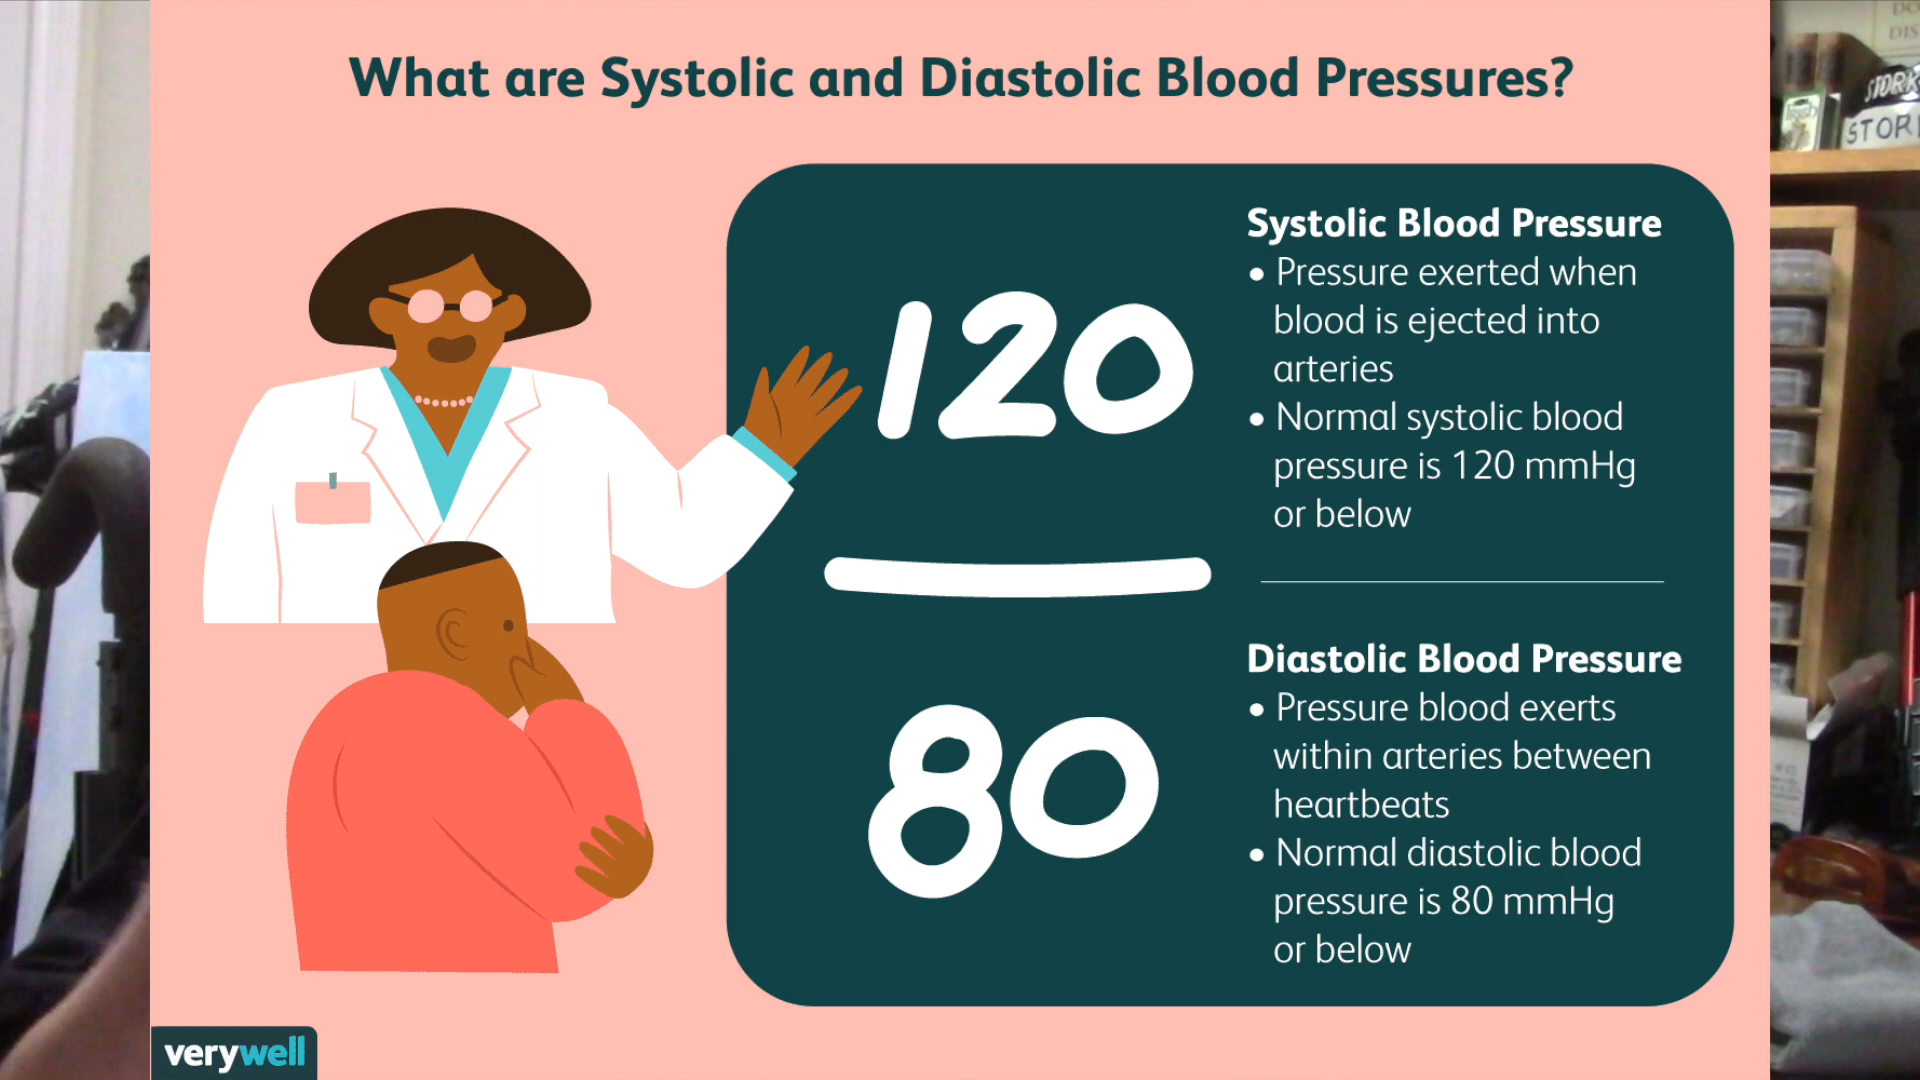 What are Systolic and Diastolic Blood Pressures?
120
80
Systolic Blood Pressure
• Pressure exerted when
blood is ejected into
arteries
• Normal systolic blood
pressure is 120 mmHg
or below
Diastolic Blood Pressure
• Pressure blood exerts
within arteries between
heartbeats
• Normal diastolic blood
pressure is 80 mmHg
or below
verywell
STORK